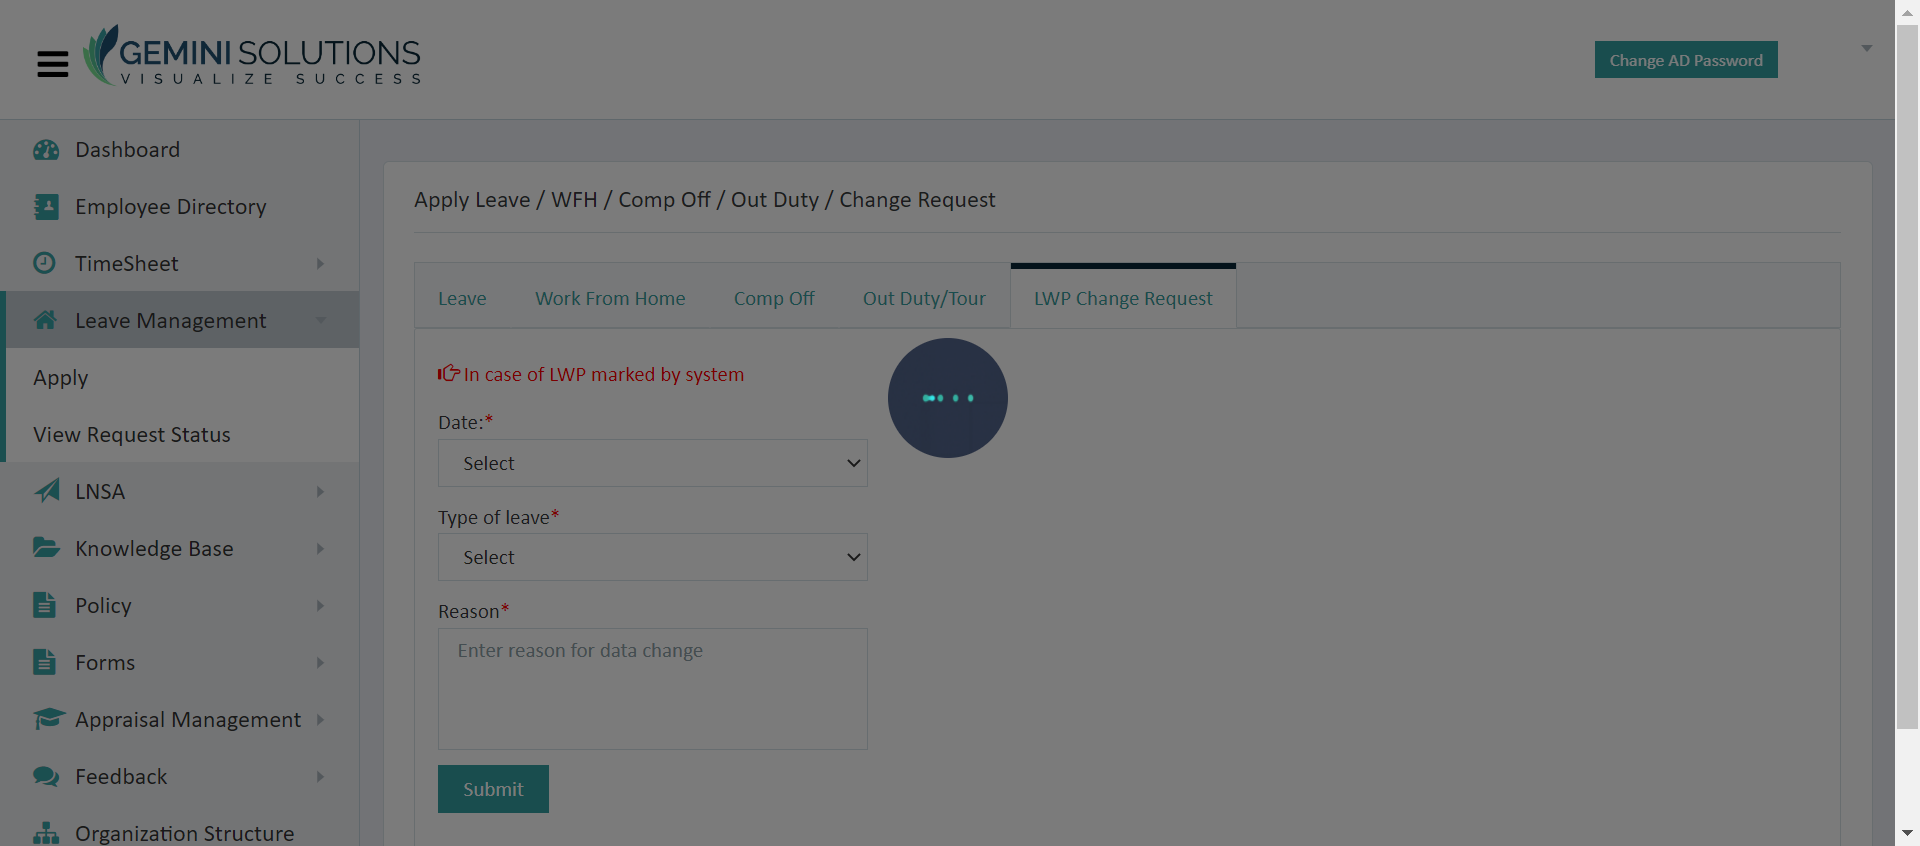 GEMINI SOLUTIONS
VISUALIZE SUCCESS
Change AD Password
Dashboard
Employee Directory
TimeSheet
Leave Management
Apply
View Request Status
LNSA
Knowledge Base
Policy
Forms
Appraisal Management
Feedback
Organization Structure
Apply Leave / WFH / Comp Off / Out Duty / Change Request
Leave Work From Home Comp Off Out Duty/Tour LWP Change Request
In case of LWP marked by system
Date:*
Select
Type of leave*
Select
Reason*
Enter reason for data change
Submit